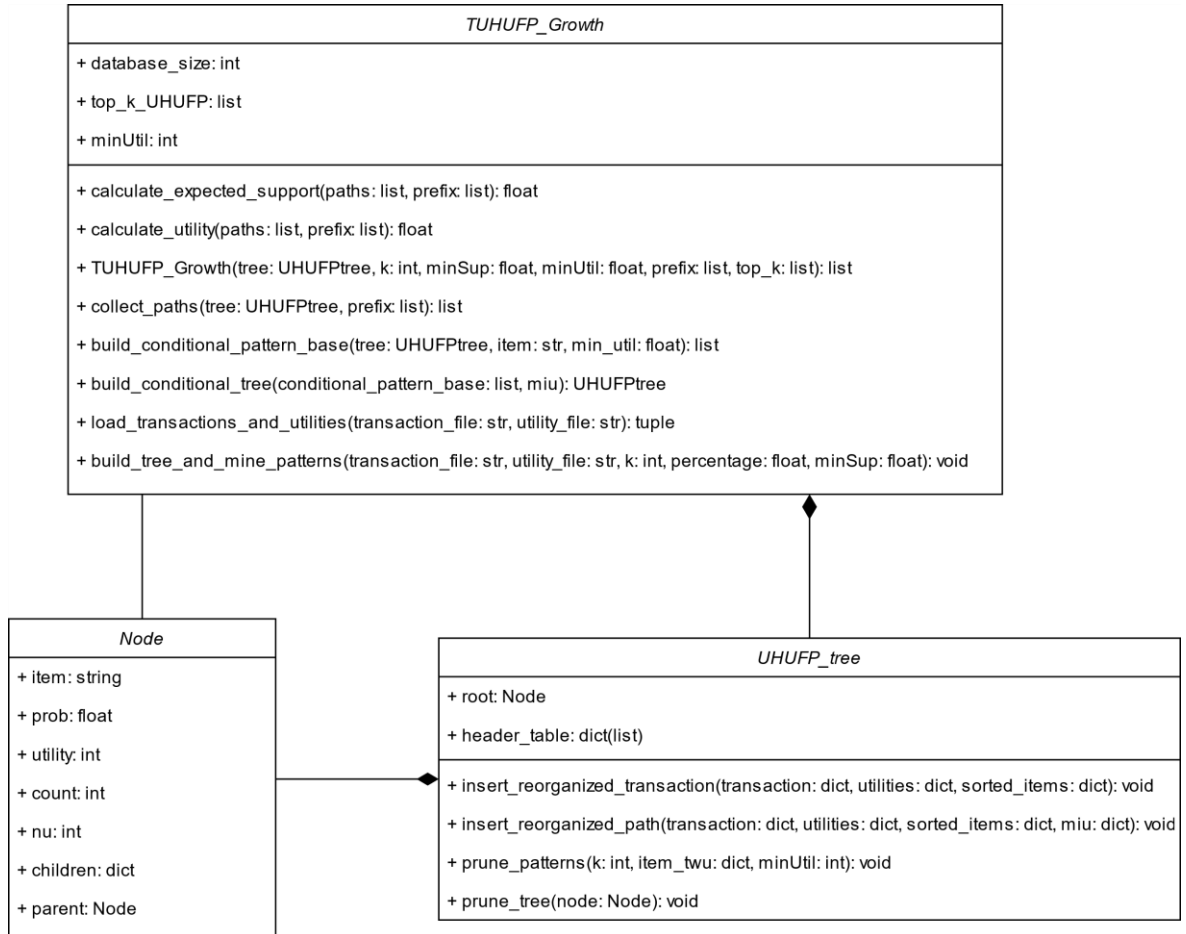 TUHUFP_Growth
+ database_size: int
+ top_k_UHUFP: list
+ minUtil: int
+ calculate_expected_support(paths: list, prefix: list): float
+ calculate_utility(paths: list, prefix: list): float
+ TUHUFP_Growth(tree: UHUFPtree, k: int, minSup: float, minUtil: float, prefix: list, top_k: list): list
+ collect_paths(tree: UHUFPtree, prefix: list): list
+ build_conditional_pattern_base(tree: UHUFPtree, item: str, min_util: float): list
+ build_conditional_tree(conditional_pattern_base: list, miu): UHUFPtree
+ load_transactions_and_utilities(transaction_file: str, utility_file: str): tuple
+ build_tree_and_mine_patterns(transaction_file: str, utility_file: str, k: int, percentage: float, minSup: float): void
Node
+ item: string
+ prob: float
+ utility: int
+ count: int
+ nu: int
+ children: dict
+ parent: Node
UHUFP_tree
+ root: Node
+ header_table: dict(list)
+ insert_reorganized_transaction(transaction: dict, utilities: dict, sorted_items: dict): void
+ insert_reorganized_path(transaction: dict, utilities: dict, sorted_items: dict, miu: dict): void
+ prune_patterns(k: int, item_twu: dict, minUtil: int): void
+ prune_tree(node: Node): void